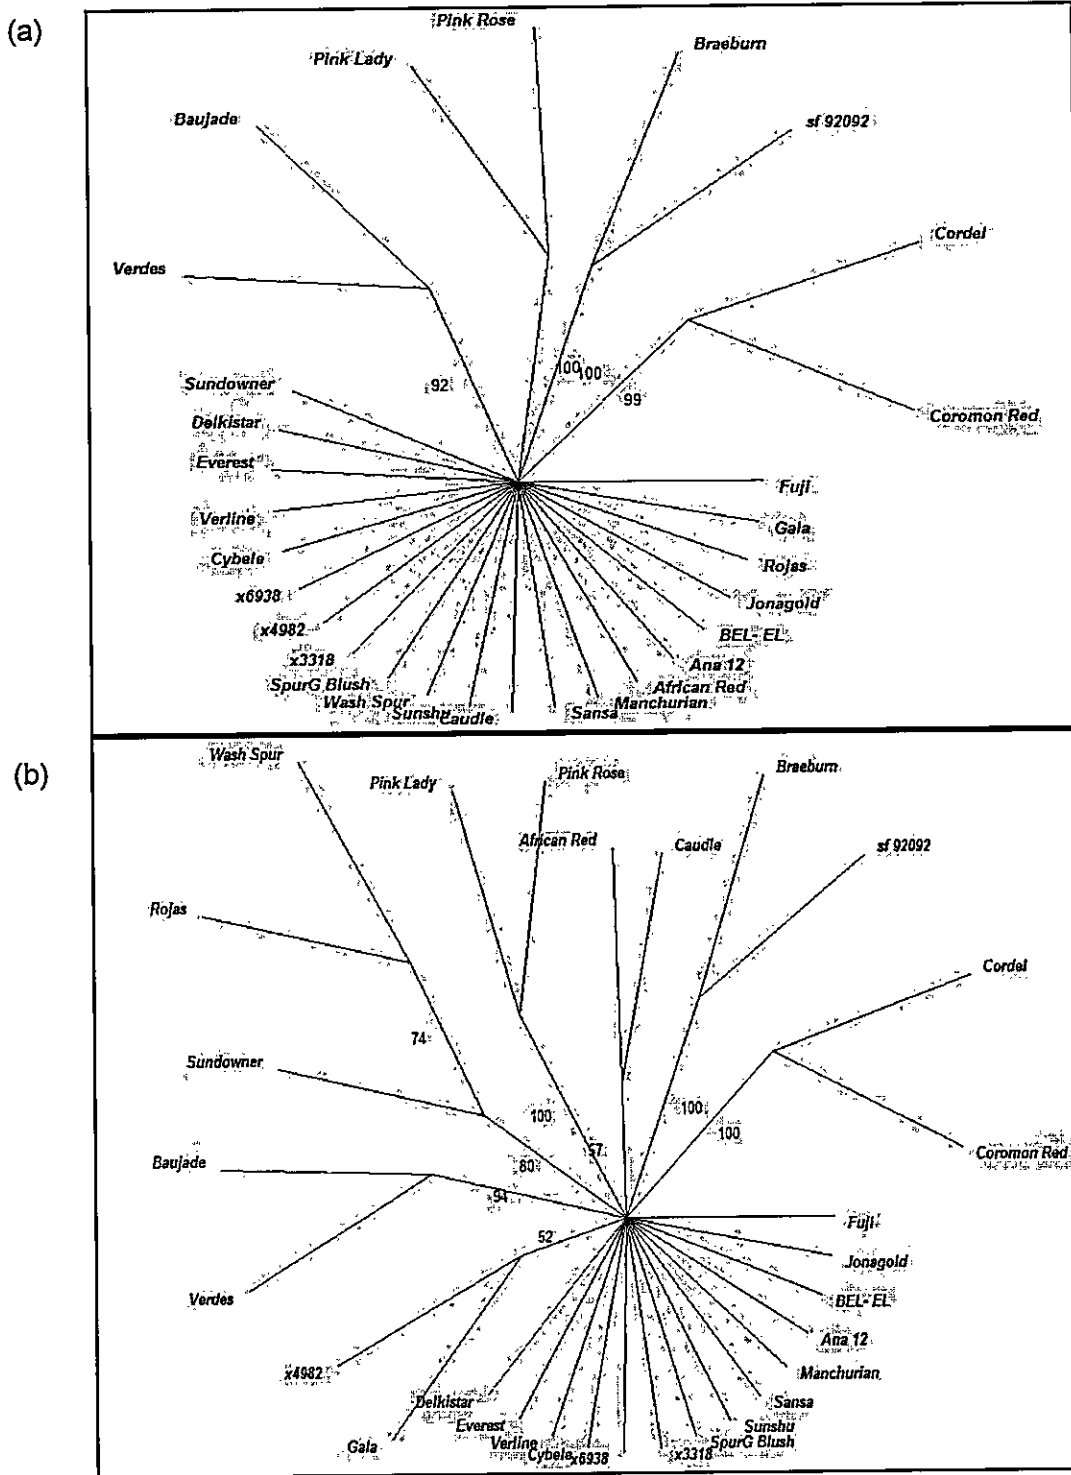 (a)
Pink Rose
Braeburn
Pink Lady
Baujade
sf 92092
Cordel
Verdes
100
100
92
99
Sundowner
Delkistar
Coromon Red
Everest
Fuji
Verline
Gala
Cybele
Rojas
x6938
Jonagold
x4982
BEL- EL
x3318
Ana 12
SpurG Blush
African Red
Wash Spur
Manchurian
Sunshu
Caudle
Sansa
(b)
Wash Spur
Pink Lady
Pink Rose
Braeburn
African Red
Caudle
sf 92092
Rojas
Cordel
74
Sundowner
100
100
100
57
80
Baujade
94
Coromon Red
52
Fuji
Jonagold
Verdes
BEL- EL
Ana 12
x4982
Manchurian
Delkistar
Sansa
Everest
Sunshu
Verline
SpurG Blush
Gala
Cybele
x6938
x3318